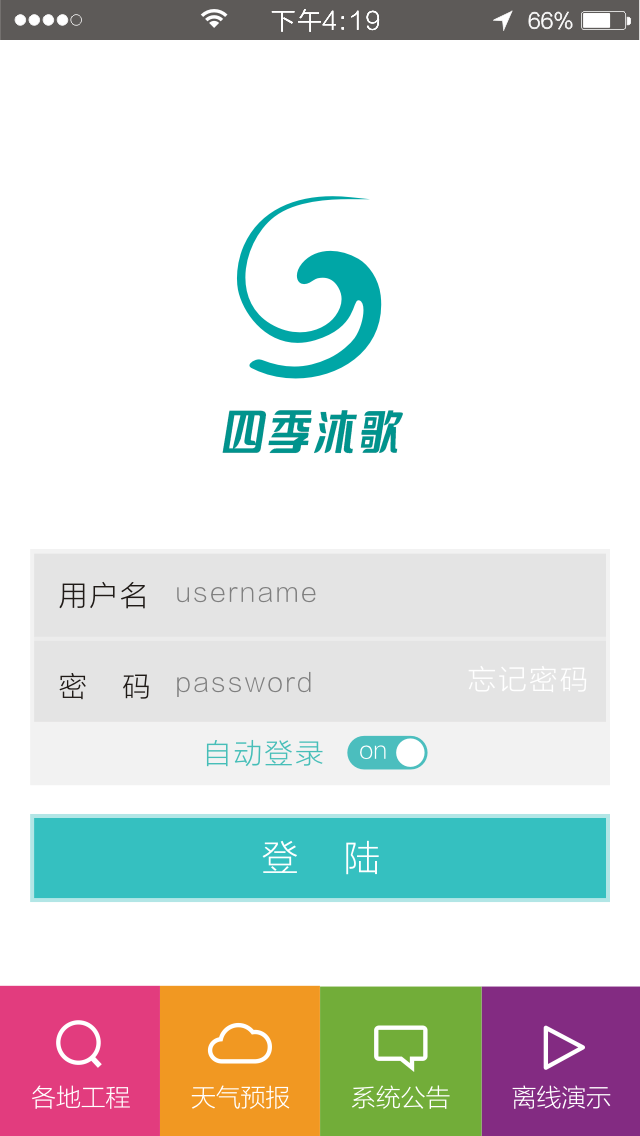 下午4:19 66%
四季沐歌
用户名 username
密 码 password 忘记密码
自动登录 on
登 陆
各地工程 天气预报 系统公告 离线演示